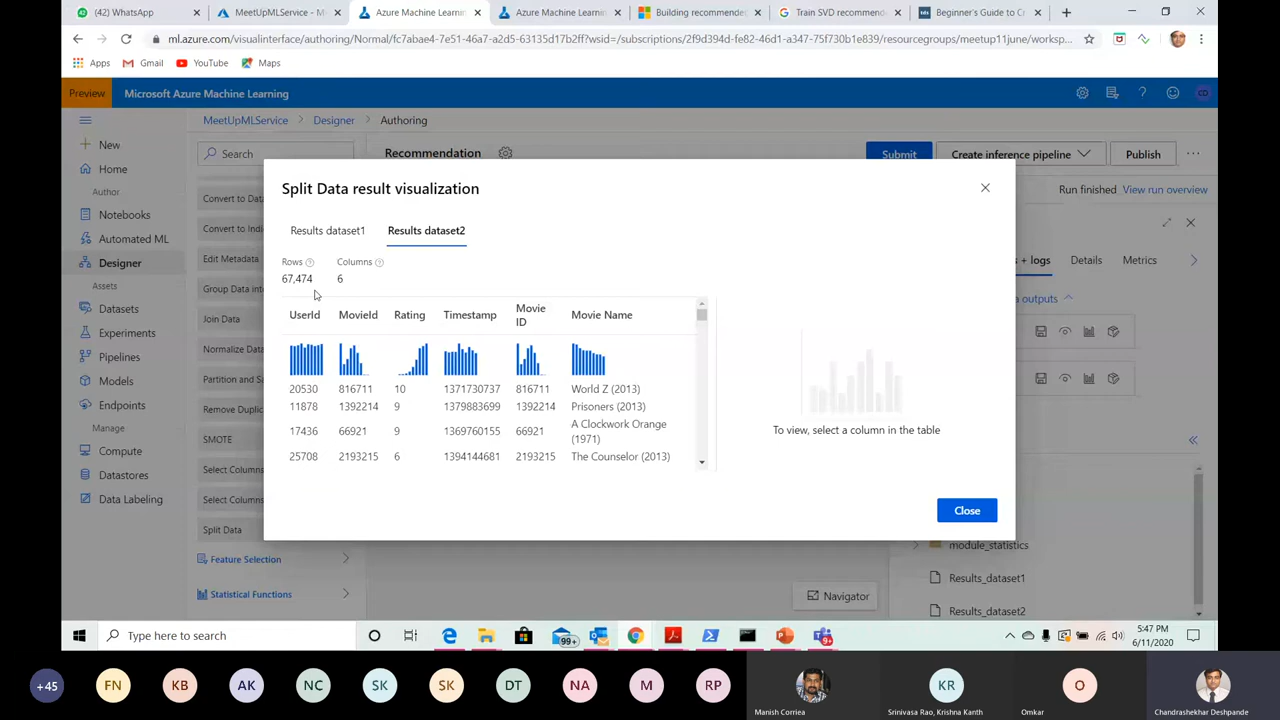 (42) WhatsApp
MeetUpMLService - M
Azure Machine Learnin
Azure Machine Learnin
Building recommende
Train SVD recommend
Beginner's Guide to Cr
ml.azure.com/visualinterface/authoring/Normal/fc7abae4-7e51-46a7-a2d5-63135d17b2ff?wsid=/subscriptions/2f9d394d-fe82-46d1-a347-75f730b1e839/resourcegroups/meetup11june/worksp...
Apps
Gmail
YouTube
Maps
Preview
Microsoft Azure Machine Learning
CD
MeetUpMLService > Designer > Authoring
New
Home
Author
Notebooks
Automated ML
Designer
Assets
Datasets
Experiments
Pipelines
Models
Endpoints
Manage
Compute
Datastores
Data Labeling
Search
Convert to Data
Convert to Indi
Edit Metadata
Group Data into
Join Data
Normalize Data
Partition and Sa
Remove Duplic
SMOTE
Select Columns
Select Columns
Split Data
Feature Selection
Statistical Functions
Recommendation
Submit
Create inference pipeline
Publish
...
Run finished View run overview
+ logs
Details
Metrics
a outputs
Split Data result visualization
Results dataset1
Results dataset2
Rows
Columns
67,474
6
UserId MovieId Rating Timestamp Movie ID Movie Name
20530 816711 10 1371730737 816711 World Z (2013)
11878 1392214 9 1379883699 1392214 Prisoners (2013)
17436 66921 9 1369760155 66921 A Clockwork Orange (1971)
25708 2193215 6 1394144681 2193215 The Counselor (2013)
To view, select a column in the table
Close
module_statistics
Results_dataset1
Results_dataset2
Navigator
Type here to search
99+
9+
5:47 PM
6/11/2020
+45
FN
KB
AK
NC
SK
SK
DT
NA
M
RP
Manish Corriea
KR
Srinivasa Rao, Krishna Kanth
O
Omkar
Chandrashekhar Deshpande